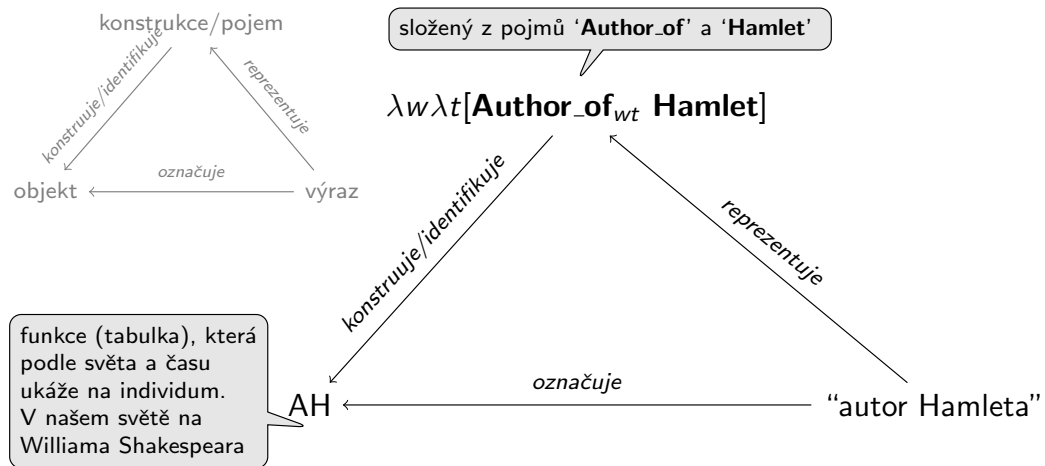 konstrukce/pojem
konstruuje/identifikuje
reprezentuje
objekt
označuje
výraz
složený z pojmů ‘Author_of’ a ‘Hamlet’
λwλt[Author_of_wt Hamlet]
konstruuje/identifikuje
reprezentuje
funkce (tabulka), která
podle světa a času
ukáže na individum.
V našem světě na
Williama Shakespeara
AH
označuje
“autor Hamleta”